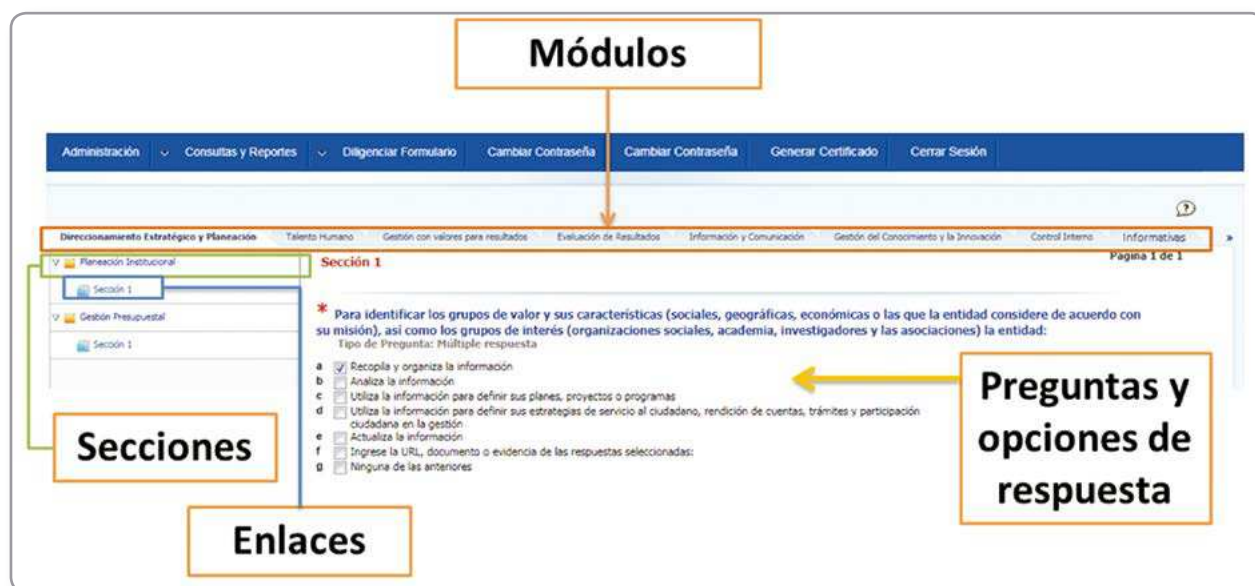 Módulos
Administración Consultas y Reportes Diligenciar Formulario Cambiar Contraseña Cambiar Contraseña Generar Certificado Cerrar Sesión
Direccionamiento Estratégico y Planeación Talento Humano Gestión con valores para resultados Evaluación de Resultados Información y Comunicación Gestión del Conocimiento y la Innovación Control Interno Informativas »
Planeación Institucional
Sección 1
Gestión Presupuestal
Sección 1
Sección 1
Página 1 de 1
* Para identificar los grupos de valor y sus características (sociales, geográficas, económicas o las que la entidad considere de acuerdo con
su misión), así como los grupos de interés (organizaciones sociales, academia, investigadores y las asociaciones) la entidad:
Tipo de Pregunta: Múltiple respuesta
a Recopila y organiza la información
b Analiza la información
c Utiliza la información para definir sus planes, proyectos o programas
d Utiliza la información para definir sus estrategias de servicio al ciudadano, rendición de cuentas, trámites y participación
ciudadana en la gestión
e Actualiza la información
f Ingrese la URL, documento o evidencia de las respuestas seleccionadas:
g Ninguna de las anteriores
Secciones
Enlaces
Preguntas y
opciones de
respuesta